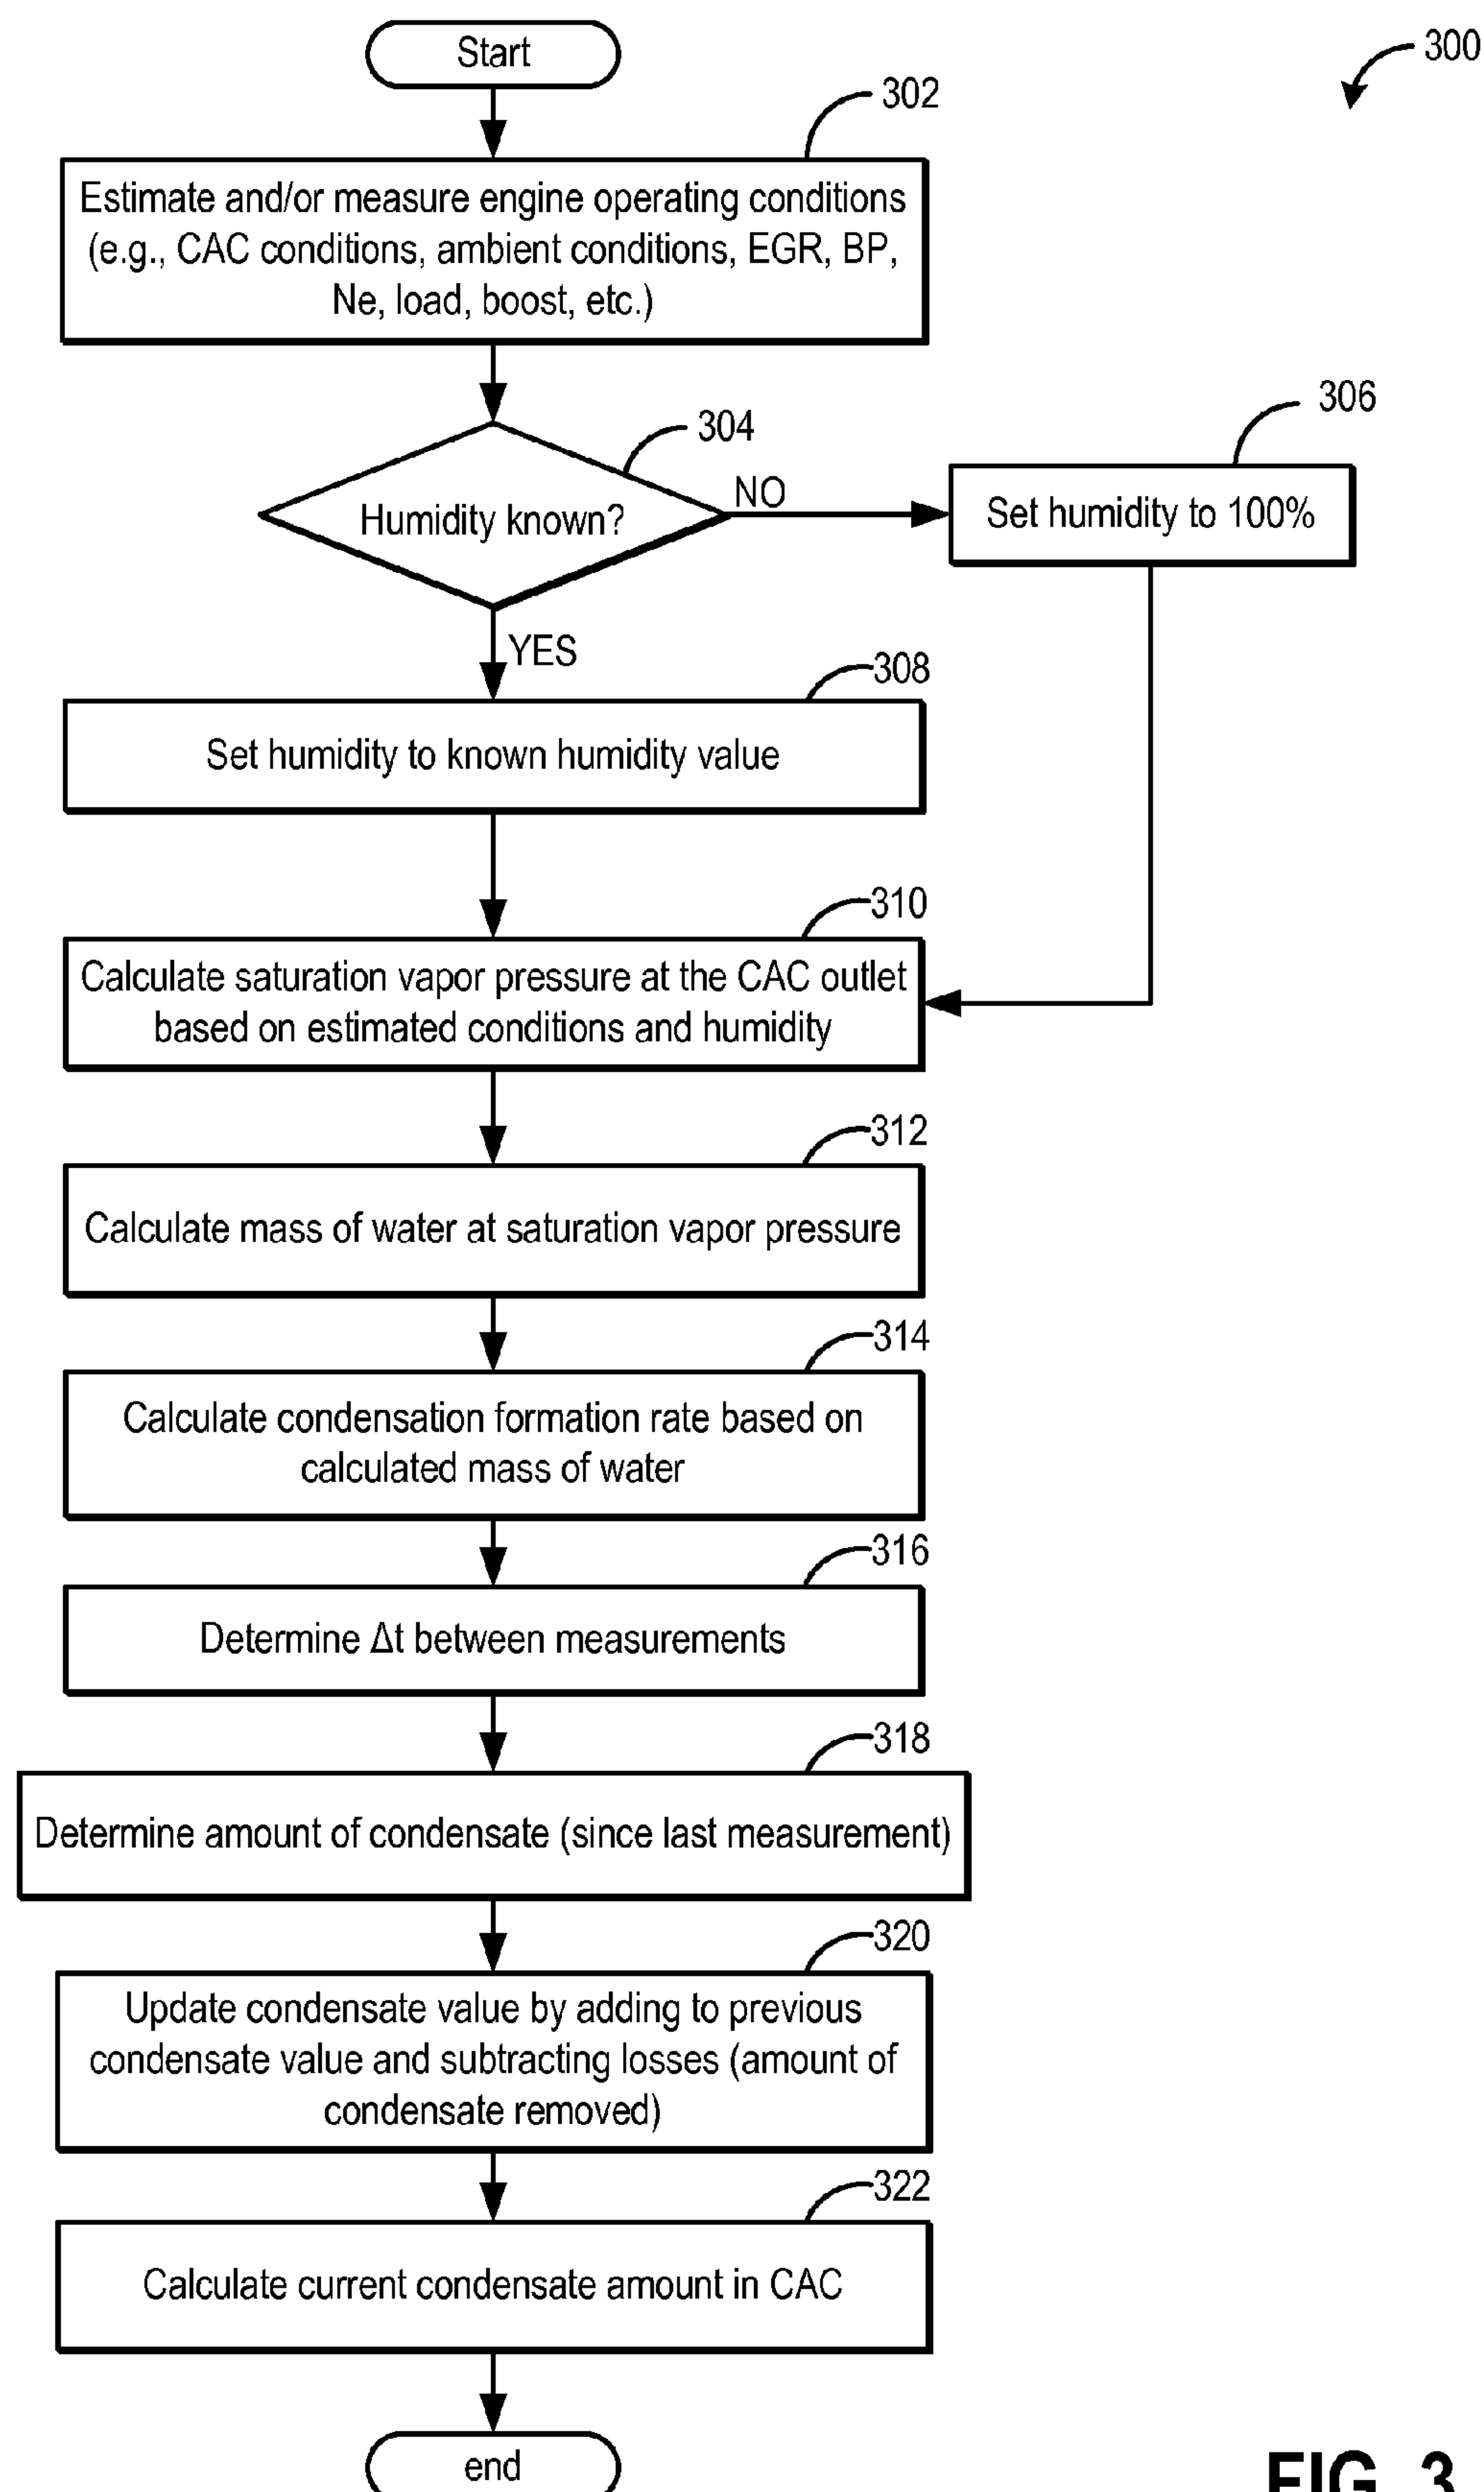 Start
300
302
Estimate and/or measure engine operating conditions
(e.g., CAC conditions, ambient conditions, EGR, BP,
Ne, load, boost, etc.)
304
306
Humidity known?
NO
Set humidity to 100%
YES
308
Set humidity to known humidity value
310
Calculate saturation vapor pressure at the CAC outlet
based on estimated conditions and humidity
312
Calculate mass of water at saturation vapor pressure
314
Calculate condensation formation rate based on
calculated mass of water
316
Determine Δt between measurements
318
Determine amount of condensate (since last measurement)
320
Update condensate value by adding to previous
condensate value and subtracting losses (amount of
condensate removed)
322
Calculate current condensate amount in CAC
end
FIG. 3